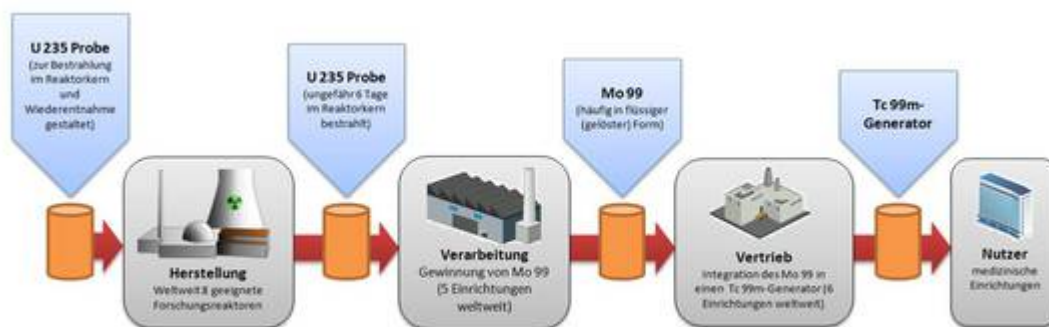 U 235 Probe
(zur Bestrahlung
im Reaktorkern
und
Wiederentnahme
gestaltet)
U 235 Probe
(ungefähr 6 Tage
im Reaktorkern
bestrahlt)
Mo 99
(häufig in flüssiger
(gelöster) Form)
Tc 99m-
Generator
Herstellung
Weltweit 8 geeignete
Forschungsreaktoren
Verarbeitung
Gewinnung von Mo 99
(5 Einrichtungen
weltweit)
Vertrieb
Integration des Mo 99 in
einen Tc 99m-Generator (6
Einrichtungen weltweit)
Nutzer
medizinische
Einrichtungen